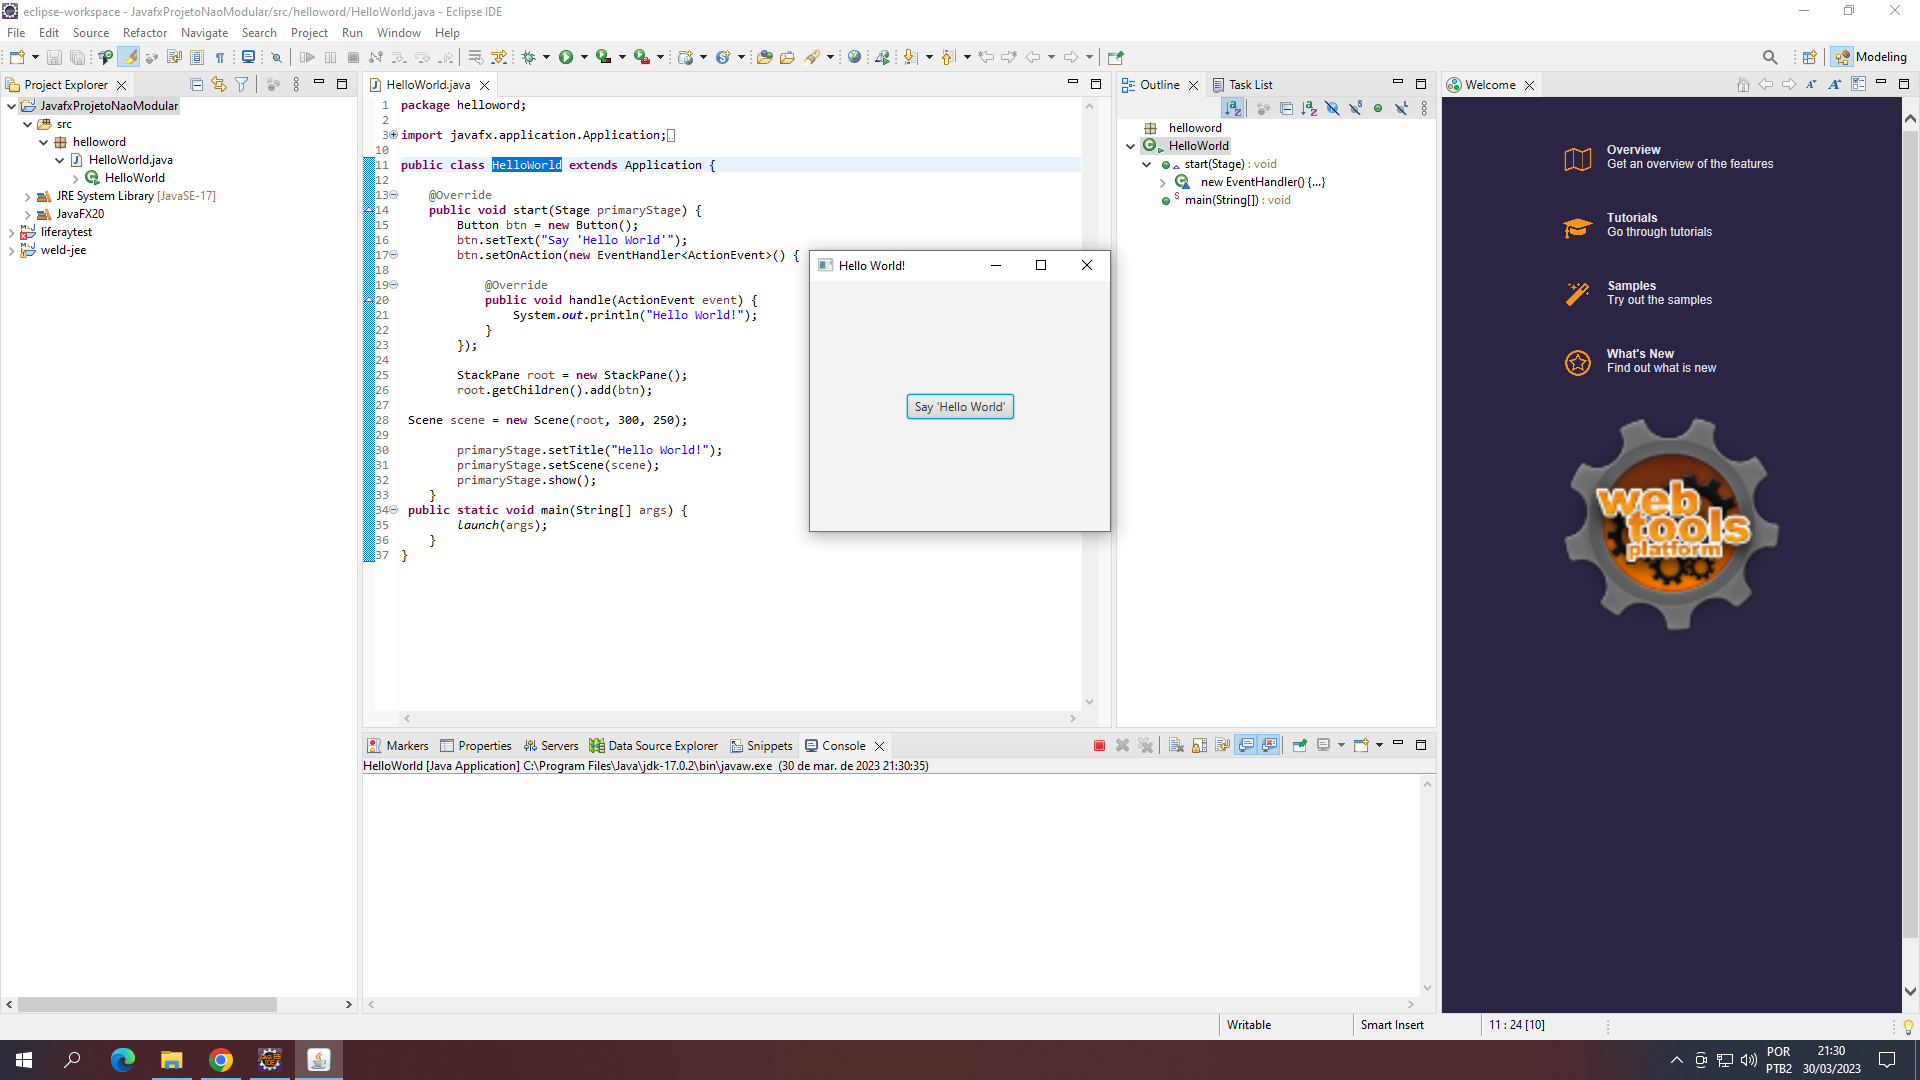 eclipse-workspace - JavafxProjetoNaoModular/src/helloword/HelloWorld.java - Eclipse IDE
File Edit Source Refactor Navigate Search Project Run Window Help
Modeling
Project Explorer
JavafxProjetoNaoModular
src
helloword
HelloWorld.java
HelloWorld
JRE System Library [JavaSE-17]
JavaFX20
liferaytest
weld-jee
HelloWorld.java
1 package helloword;
2
3 import javafx.application.Application;
10
11 public class HelloWorld extends Application {
12
13 @Override
14 public void start(Stage primaryStage) {
15 Button btn = new Button();
16 btn.setText("Say 'Hello World'");
17 btn.setOnAction(new EventHandler<ActionEvent>() {
18
19 @Override
20 public void handle(ActionEvent event) {
21 System.out.println("Hello World!");
22 }
23 });
24
25 StackPane root = new StackPane();
26 root.getChildren().add(btn);
27
28 Scene scene = new Scene(root, 300, 250);
29
30 primaryStage.setTitle("Hello World!");
31 primaryStage.setScene(scene);
32 primaryStage.show();
33 }
34 public static void main(String[] args) {
35 launch(args);
36 }
37 }
Hello World!
Say 'Hello World'
Outline Task List
helloword
HelloWorld
start(Stage) : void
new EventHandler() {...}
main(String[]) : void
Welcome
Overview
Get an overview of the features
Tutorials
Go through tutorials
Samples
Try out the samples
What's New
Find out what is new
web
tools
platform
Markers Properties Servers Data Source Explorer Snippets Console
HelloWorld [Java Application] C:\Program Files\Java\jdk-17.0.2\bin\javaw.exe (30 de mar. de 2023 21:30:35)
Writable Smart Insert 11 : 24 [10]
POR
PTB2
21:30
30/03/2023